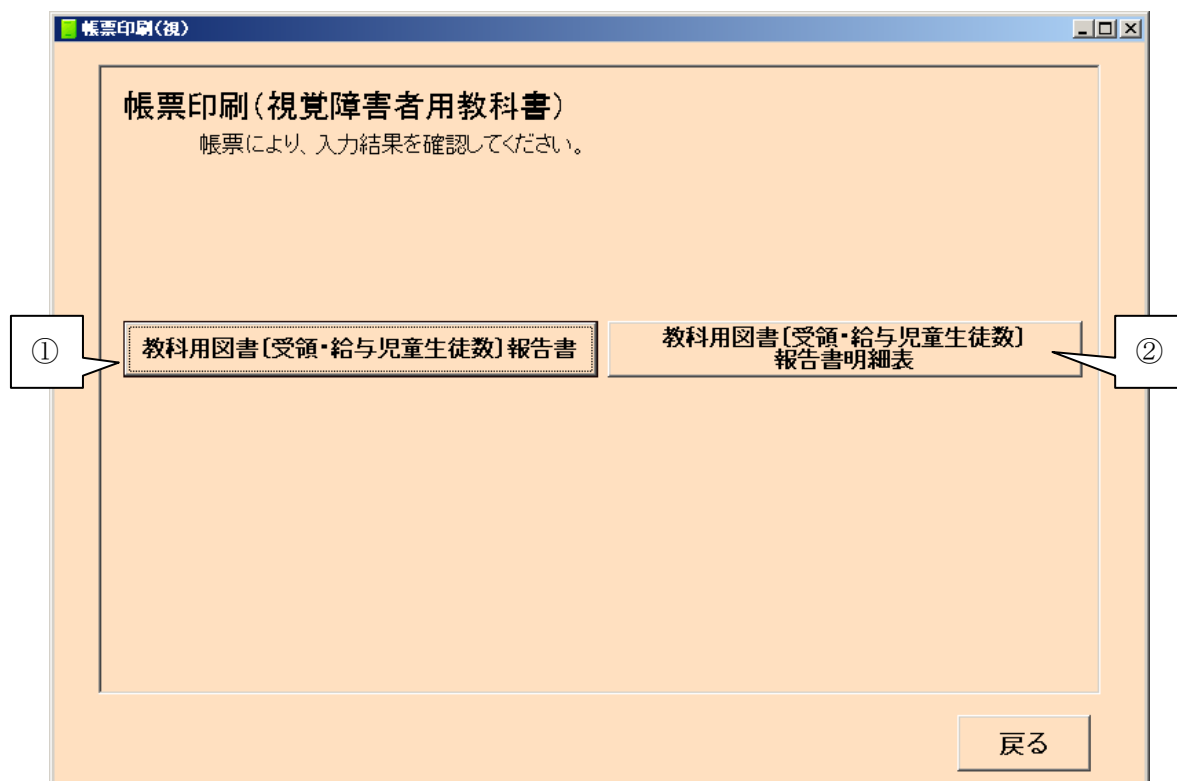 帳票印刷(視)
帳票印刷(視覚障害者用教科書)
帳票により、入力結果を確認してください。
①
教科用図書〔受領・給与児童生徒数〕報告書
教科用図書〔受領・給与児童生徒数〕
報告書明細表
②
戻る